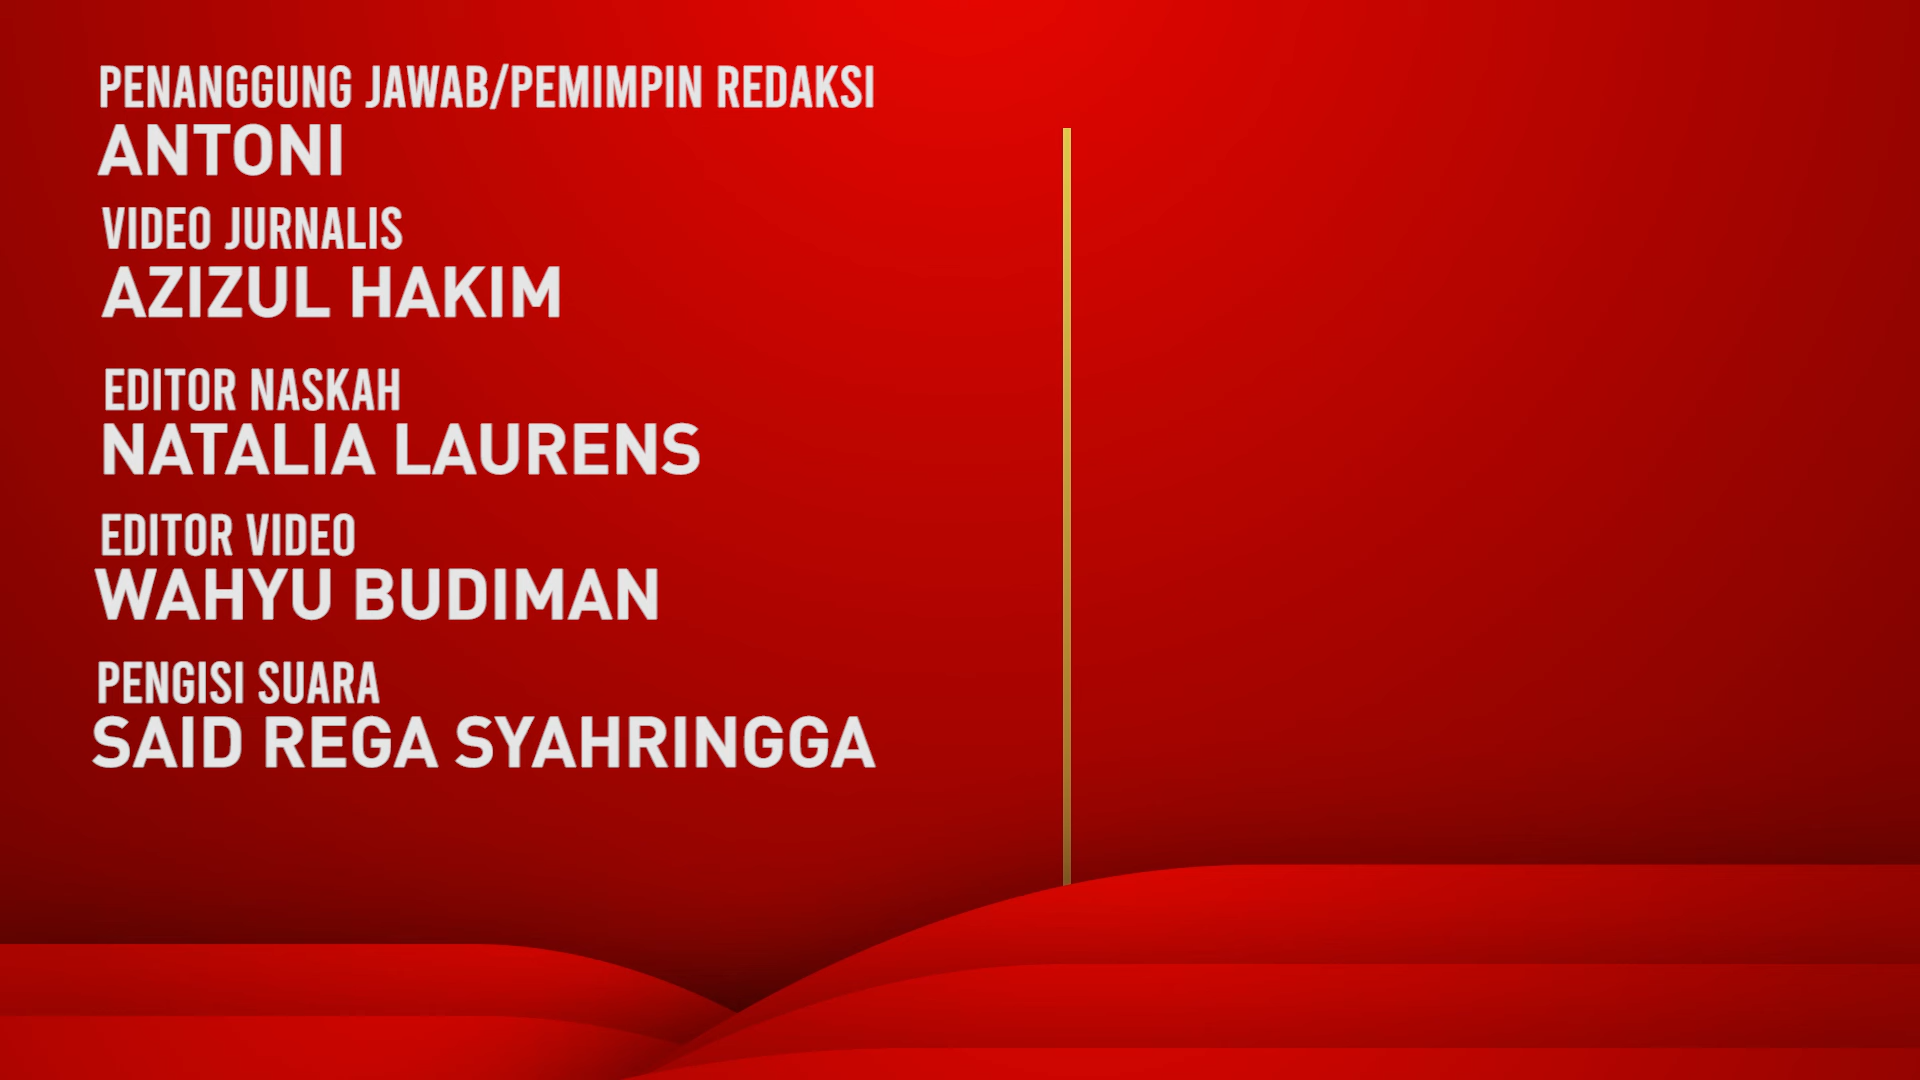 PENANGGUNG JAWAB/PEMIMPIN REDAKSI
ANTONI
VIDEO JURNALIS
AZIZUL HAKIM
EDITOR NASKAH
NATALIA LAURENS
EDITOR VIDEO
WAHYU BUDIMAN
PENGISI SUARA
SAID REGA SYAHRINGGA